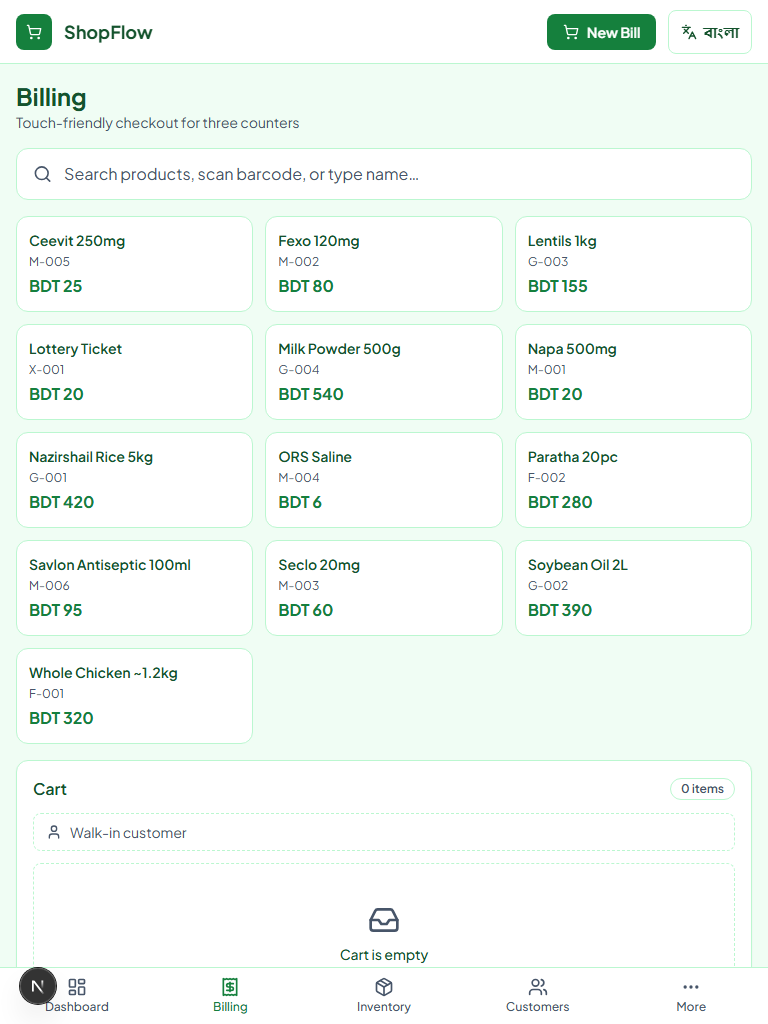 ShopFlow
New Bill
বাংলা
Billing
Touch-friendly checkout for three counters
Search products, scan barcode, or type name...
Ceevit 250mg
M-005
BDT 25
Fexo 120mg
M-002
BDT 80
Lentils 1kg
G-003
BDT 155
Lottery Ticket
X-001
BDT 20
Milk Powder 500g
G-004
BDT 540
Napa 500mg
M-001
BDT 20
Nazirshail Rice 5kg
G-001
BDT 420
ORS Saline
M-004
BDT 6
Paratha 20pc
F-002
BDT 280
Savlon Antiseptic 100ml
M-006
BDT 95
Seclo 20mg
M-003
BDT 60
Soybean Oil 2L
G-002
BDT 390
Whole Chicken ~1.2kg
F-001
BDT 320
Cart
0 items
Walk-in customer
Cart is empty
N
Dashboard
Billing
Inventory
Customers
More